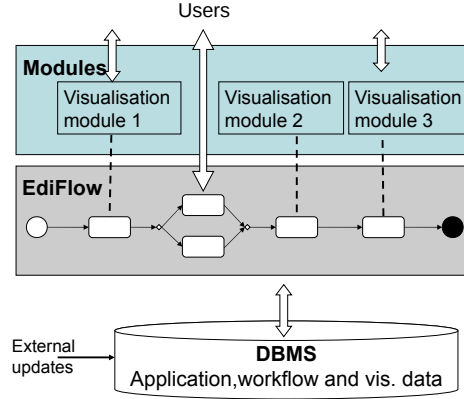 Users
Modules
Visualisation
module 1
Visualisation
module 2
Visualisation
module 3
EdiFlow
External
updates
DBMS
Application,workflow and vis. data